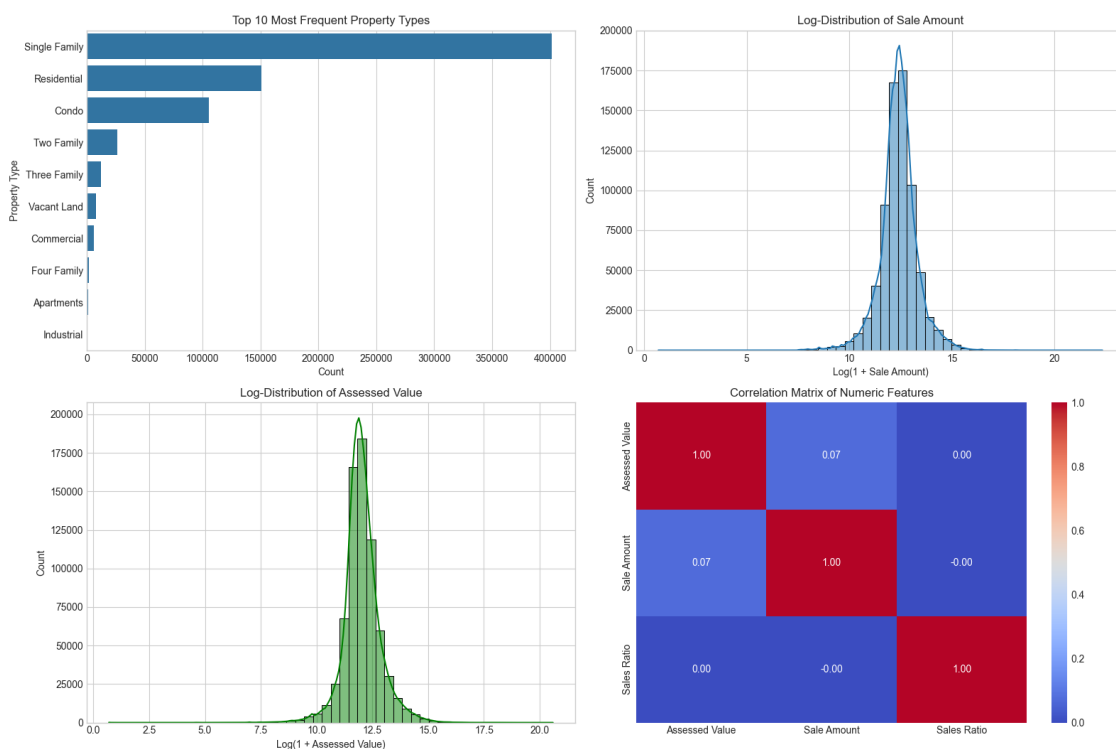 Top 10 Most Frequent Property Types
Property Type
Single Family
Residential
Condo
Two Family
Three Family
Vacant Land
Commercial
Four Family
Apartments
Industrial
0 50000 100000 150000 200000 250000 300000 350000 400000
Count
Log-Distribution of Sale Amount
Count
200000
175000
150000
125000
100000
75000
50000
25000
0
0 5 10 15 20
Log(1 + Sale Amount)
Log-Distribution of Assessed Value
Count
200000
175000
150000
125000
100000
75000
50000
25000
0
0.0 2.5 5.0 7.5 10.0 12.5 15.0 17.5 20.0
Log(1 + Assessed Value)
Correlation Matrix of Numeric Features
Assessed Value
1.00 0.07 0.00
Sale Amount
0.07 1.00 -0.00
Sales Ratio
0.00 -0.00 1.00
Assessed Value Sale Amount Sales Ratio
1.0
0.8
0.6
0.4
0.2
0.0